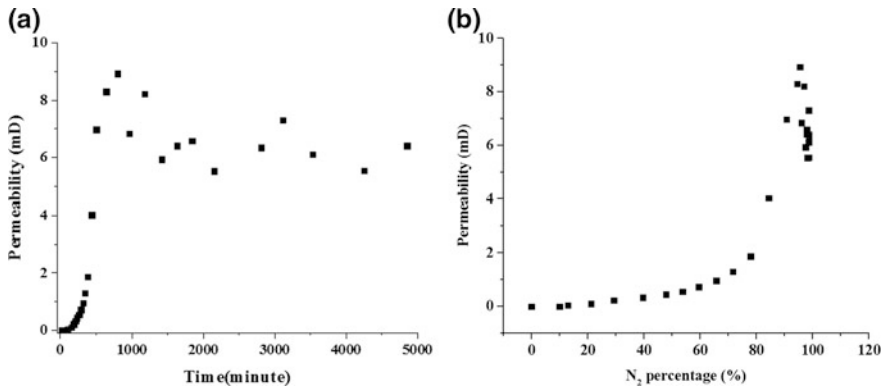 (a)
10
8
6
4
2
0
Permeability (mD)
0 1000 2000 3000 4000 5000
Time(minute)
(b)
10
8
6
4
2
0
Permeability (mD)
0 20 40 60 80 100 120
N₂ percentage (%)